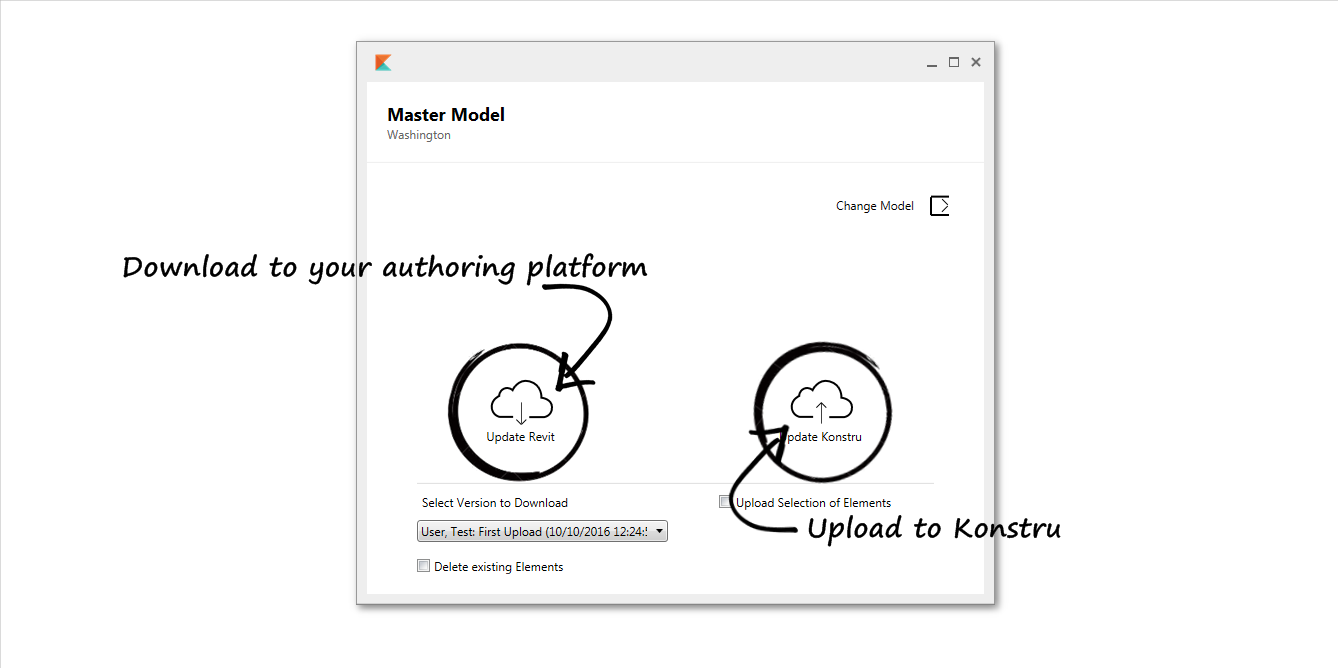 Master Model
Washington
Change Model
Download to your authoring platform
Update Revit
Update Konstru
Select Version to Download
Upload Selection of Elements
User, Test: First Upload (10/10/2016 12:24:
Upload to Konstru
Delete existing Elements